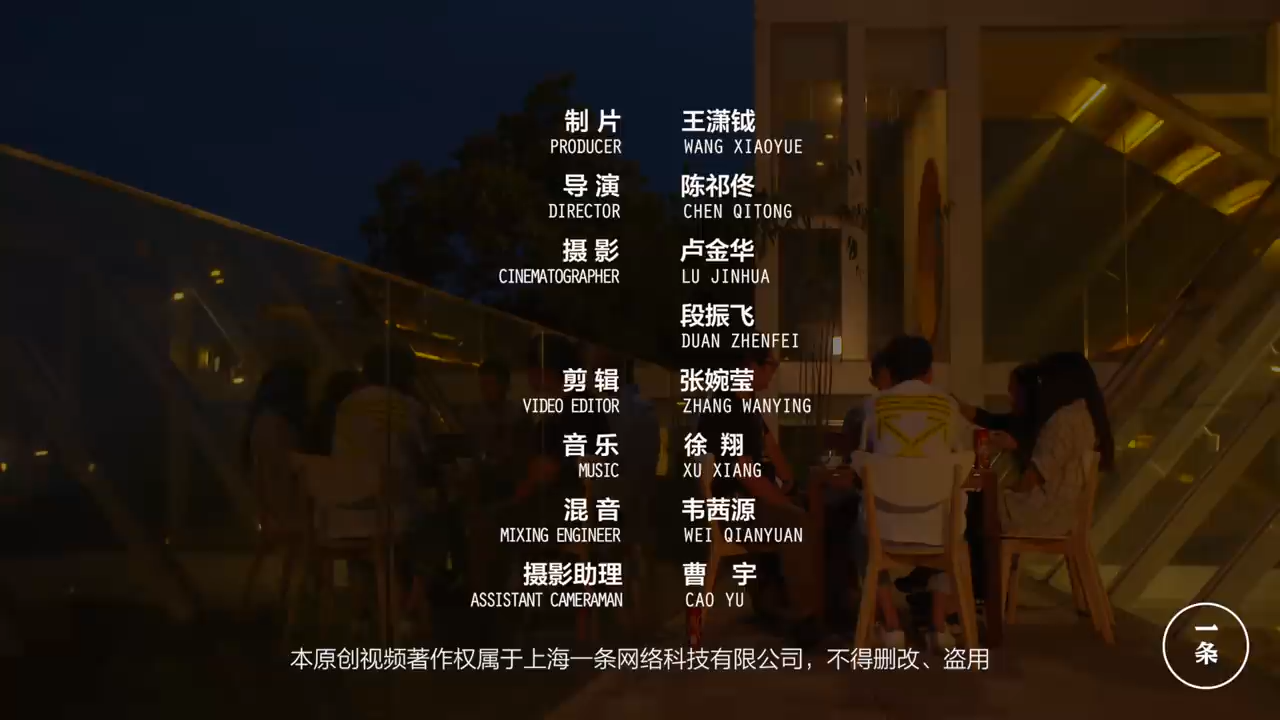 制 片 王潇钺
PRODUCER WANG XIAOYUE
导 演 陈祁佟
DIRECTOR CHEN QITONG
摄 影 卢金华
CINEMATOGRAPHER LU JINHUA
段振飞
DUAN ZHENFEI
剪 辑 张婉莹
VIDEO EDITOR ZHANG WANYING
音 乐 徐 翔
MUSIC XU XIANG
混 音 韦茜源
MIXING ENGINEER WEI QIANYUAN
摄影助理 曹 宇
ASSISTANT CAMERAMAN CAO YU
本原创视频著作权属于上海一条网络科技有限公司，不得删改、盗用
一
条